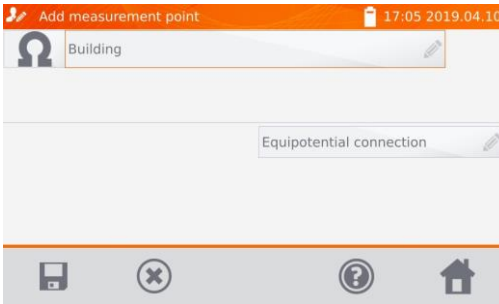 Add measurement point 17:05 2019.04.10
Building
Equipotential connection